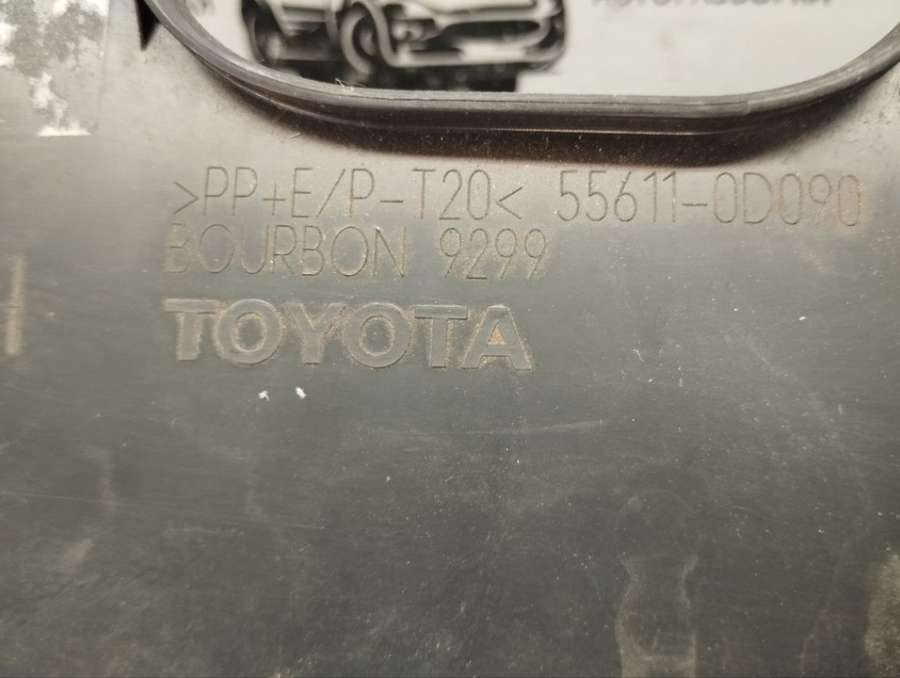 >PP+E/P-T20< 55611-0D090
BOURBON 9299
TOYOTA